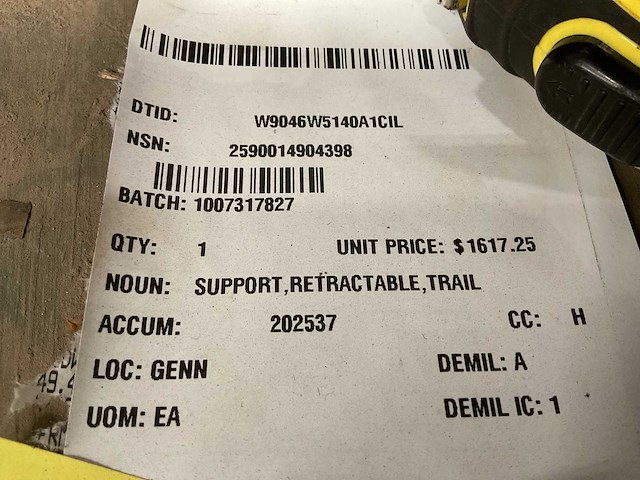 DTID: W9046W5140A1CIL
NSN: 2590014904398
BATCH: 1007317827
QTY: 1 UNIT PRICE: $1617.25
NOUN: SUPPORT,RETRACTABLE,TRAIL
ACCUM: 202537 CC: H
LOC: GENN DEMIL: A
49.
UOM: EA DEMIL IC: 1